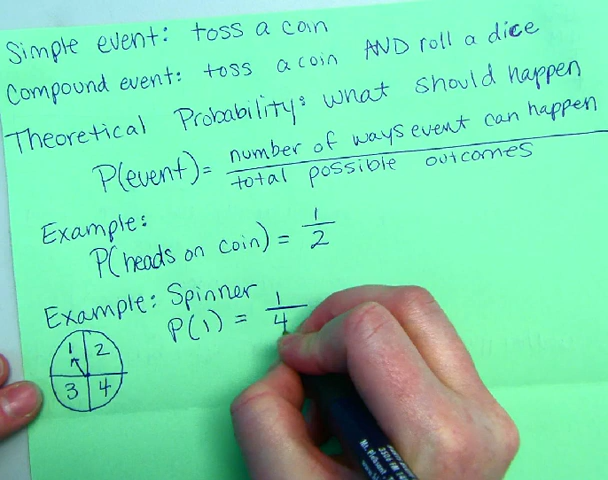 Simple event: toss a coin
Compound event: toss a coin AND roll a dice
Theoretical Probability: what should happen
P(event) = number of ways event can happen
total possible outcomes
Example:
P(heads on coin) = 1
2
Example: Spinner
P(1) = 1
4
1 2
3 4